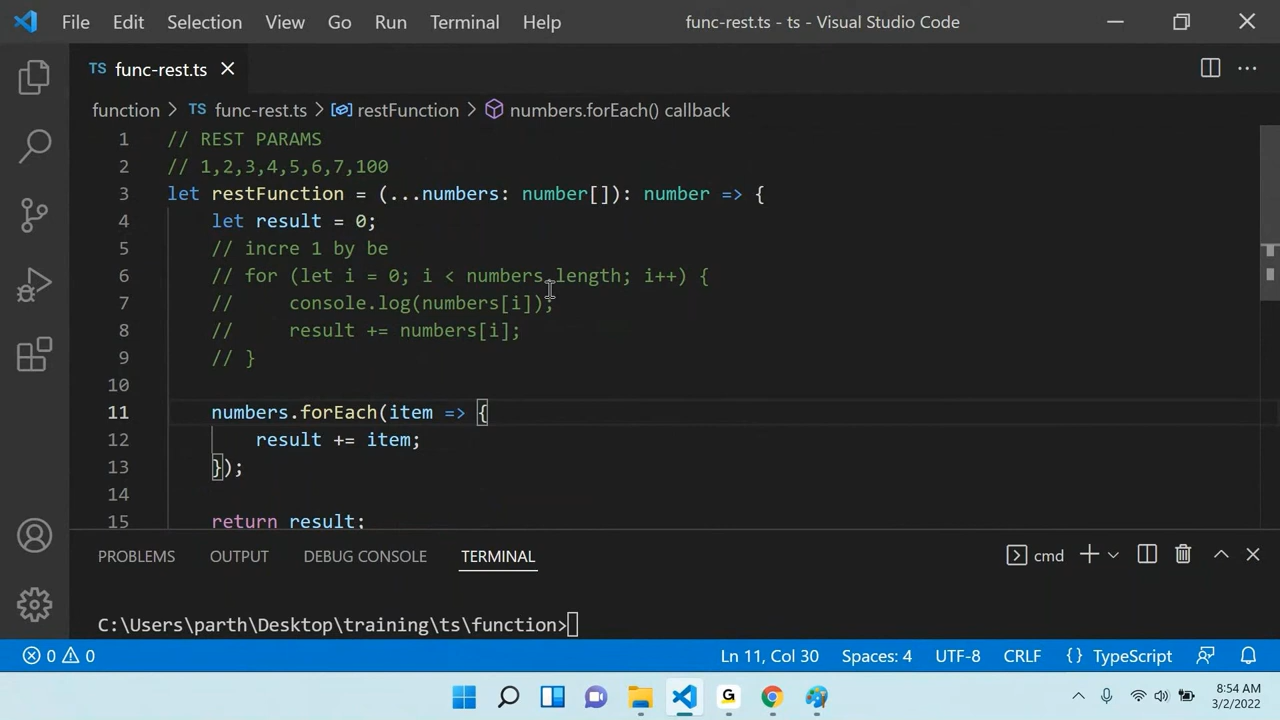 File Edit Selection View Go Run Terminal Help func-rest.ts - ts - Visual Studio Code
TS func-rest.ts
function > TS func-rest.ts > restFunction > numbers.forEach() callback
1 // REST PARAMS
2 // 1,2,3,4,5,6,7,100
3 let restFunction = (...numbers: number[]): number => {
4 let result = 0;
5 // incre 1 by be
6 // for (let i = 0; i < numbers.length; i++) {
7 // console.log(numbers[i]);
8 // result += numbers[i];
9 // }
10
11 numbers.forEach(item => {
12 result += item;
13 });
14
15 return result;
PROBLEMS OUTPUT DEBUG CONSOLE TERMINAL cmd
C:\Users\parth\Desktop\training\ts\function>
0 0 Ln 11, Col 30 Spaces: 4 UTF-8 CRLF {} TypeScript
G
8:54 AM
3/2/2022